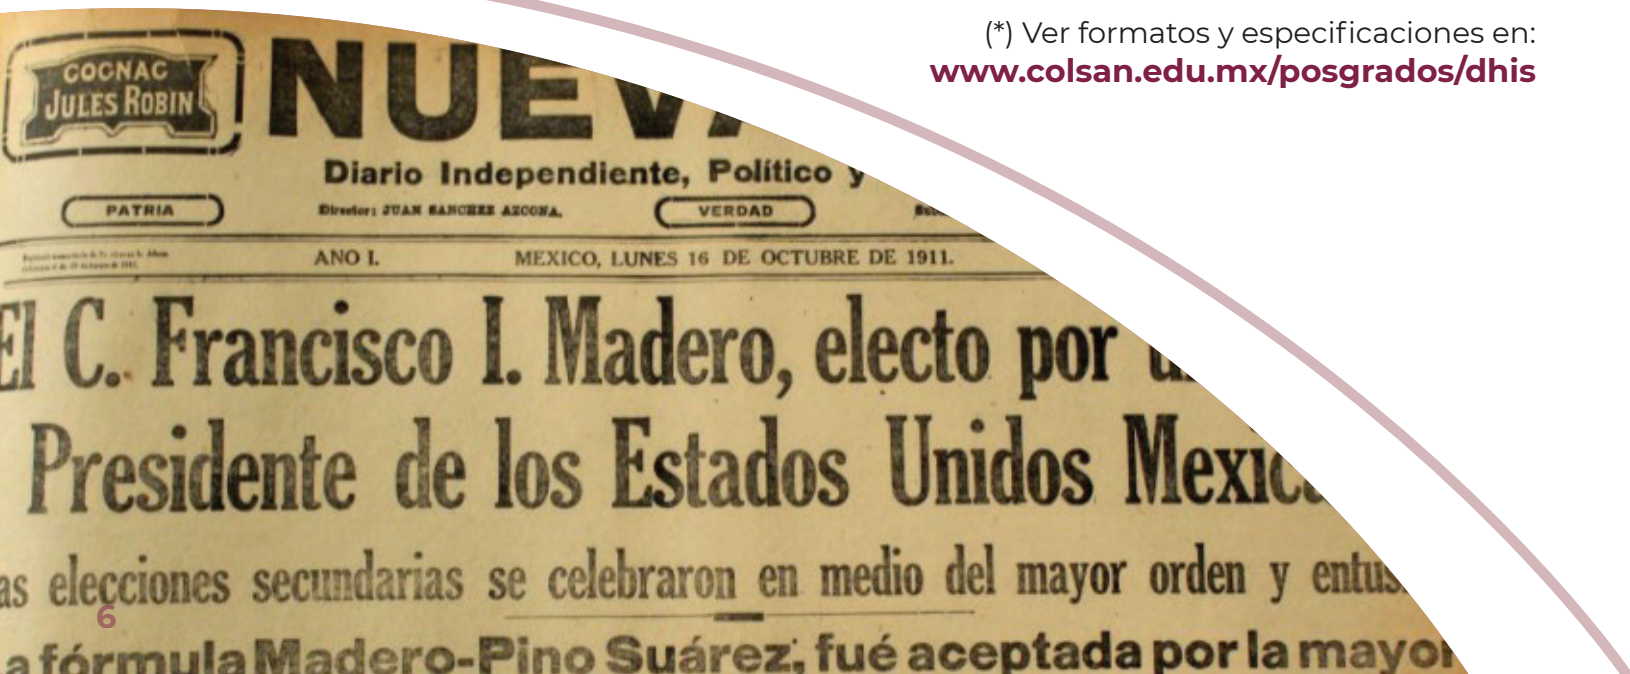 (*) Ver formatos y especificaciones en:
www.colsan.edu.mx/posgrados/dhis
COGNAC
JULES ROBIN
NUEVA
Diario Independiente, Político y
PATRIA
Director: JUAN SANCHEZ AZCONA.
VERDAD
AÑO I.
MEXICO, LUNES 16 DE OCTUBRE DE 1911.
El C. Francisco I. Madero, electo por
Presidente de los Estados Unidos Mexica
as elecciones secundarias se celebraron en medio del mayor orden y entus
6
a fórmula Madero-Pino Suárez, fué aceptada por la mayor